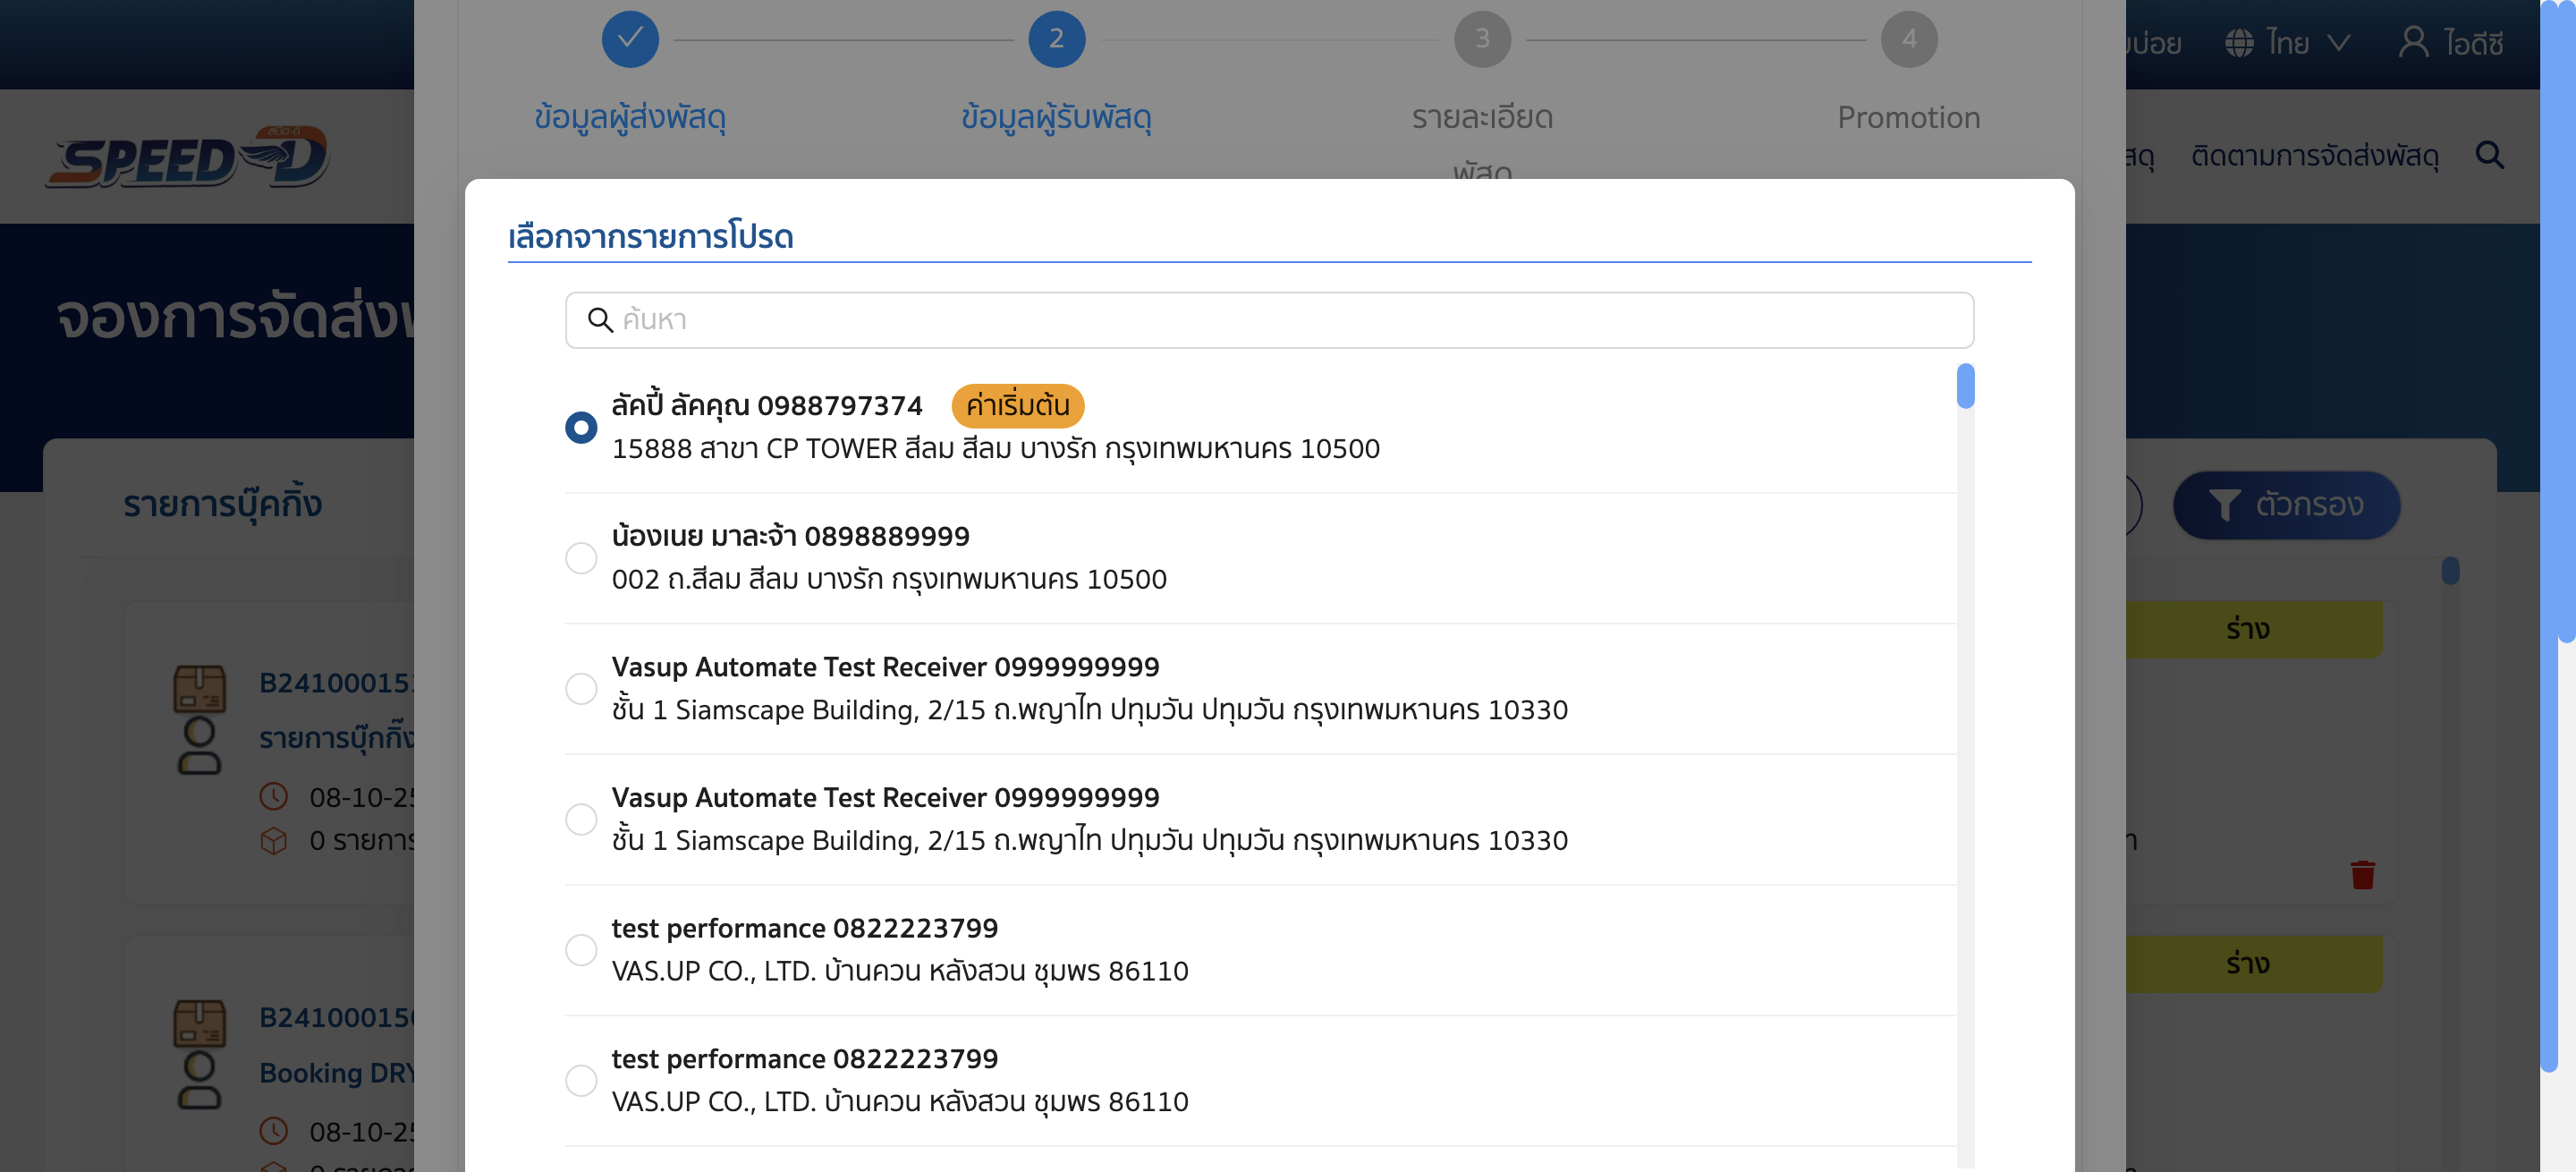 2
3
4
ไทย
ไอดีซี
ข้อมูลผู้ส่งพัสดุ
ข้อมูลผู้รับพัสดุ
รายละเอียด
พัสดุ
Promotion
สปีด-ดี
SPEED-D
ติดตามการจัดส่งพัสดุ
จองการจัดส่ง
เลือกจากรายการโปรด
ค้นหา
ลัคปี้ ลัคคุณ 0988797374 ค่าเริ่มต้น
15888 สาขา CP TOWER สีลม สีลม บางรัก กรุงเทพมหานคร 10500
น้องเนย มาละจ้า 0898889999
002 ถ.สีลม สีลม บางรัก กรุงเทพมหานคร 10500
Vasup Automate Test Receiver 0999999999
ชั้น 1 Siamscape Building, 2/15 ถ.พญาไท ปทุมวัน ปทุมวัน กรุงเทพมหานคร 10330
Vasup Automate Test Receiver 0999999999
ชั้น 1 Siamscape Building, 2/15 ถ.พญาไท ปทุมวัน ปทุมวัน กรุงเทพมหานคร 10330
test performance 0822223799
VAS.UP CO., LTD. บ้านควน หลังสวน ชุมพร 86110
test performance 0822223799
VAS.UP CO., LTD. บ้านควน หลังสวน ชุมพร 86110
รายการบุ๊คกิ้ง
ตัวกรอง
B24100015
รายการบุ๊กกิ๊ง
08-10-25
0 รายการ
ร่าง
B24100015
Booking DRY
08-10-25
ร่าง